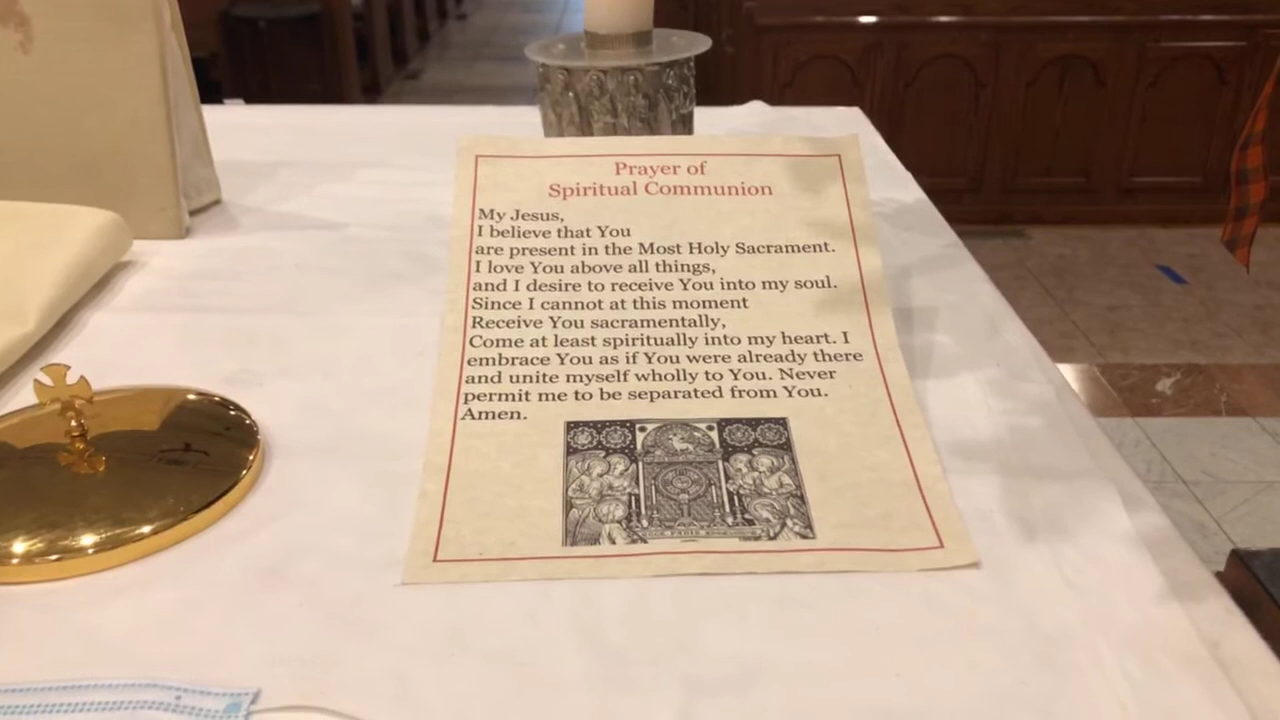 Prayer of
Spiritual Communion
My Jesus,
I believe that You
are present in the Most Holy Sacrament.
I love You above all things,
and I desire to receive You into my soul.
Since I cannot at this moment
Receive You sacramentally,
Come at least spiritually into my heart. I
embrace You as if You were already there
and unite myself wholly to You. Never
permit me to be separated from You.
Amen.
ECCE PANIS